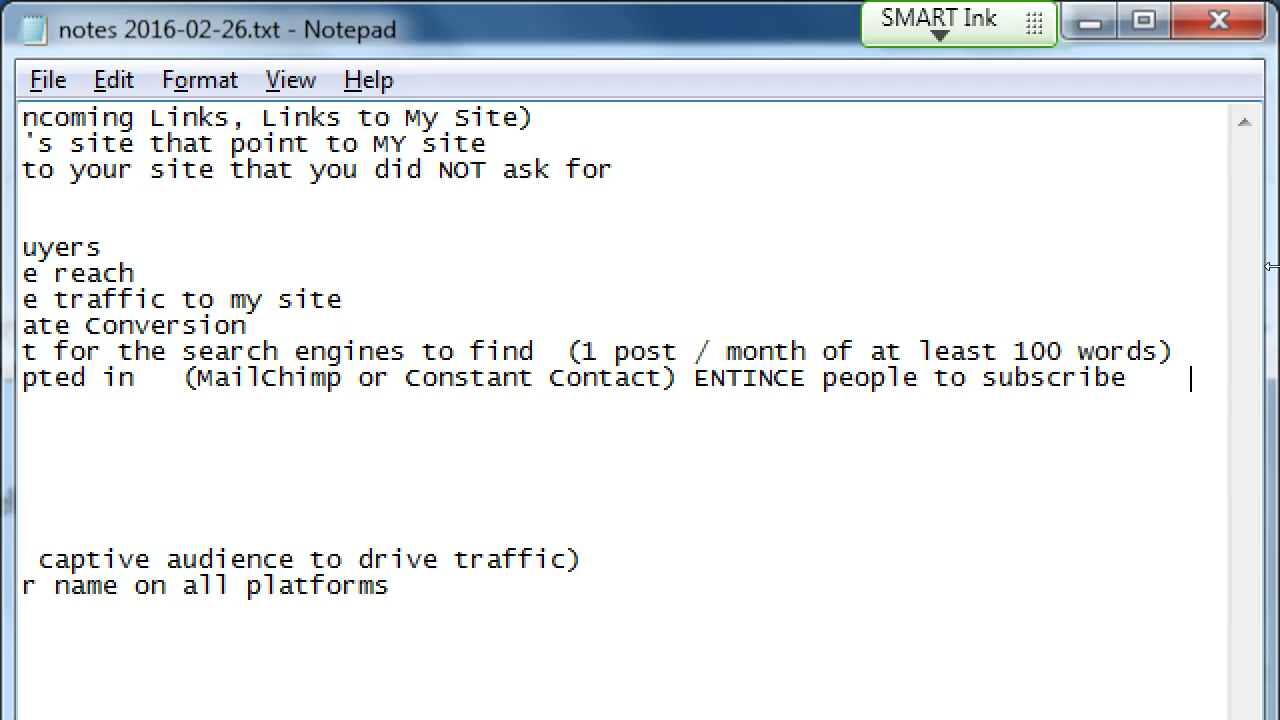 notes 2016-02-26.txt - Notepad
SMART Ink
File Edit Format View Help
ncoming Links, Links to My Site)
's site that point to MY site
to your site that you did NOT ask for
uyers
e reach
e traffic to my site
ate Conversion
t for the search engines to find (1 post / month of at least 100 words)
pted in (MailChimp or Constant Contact) ENTINCE people to subscribe
captive audience to drive traffic)
r name on all platforms